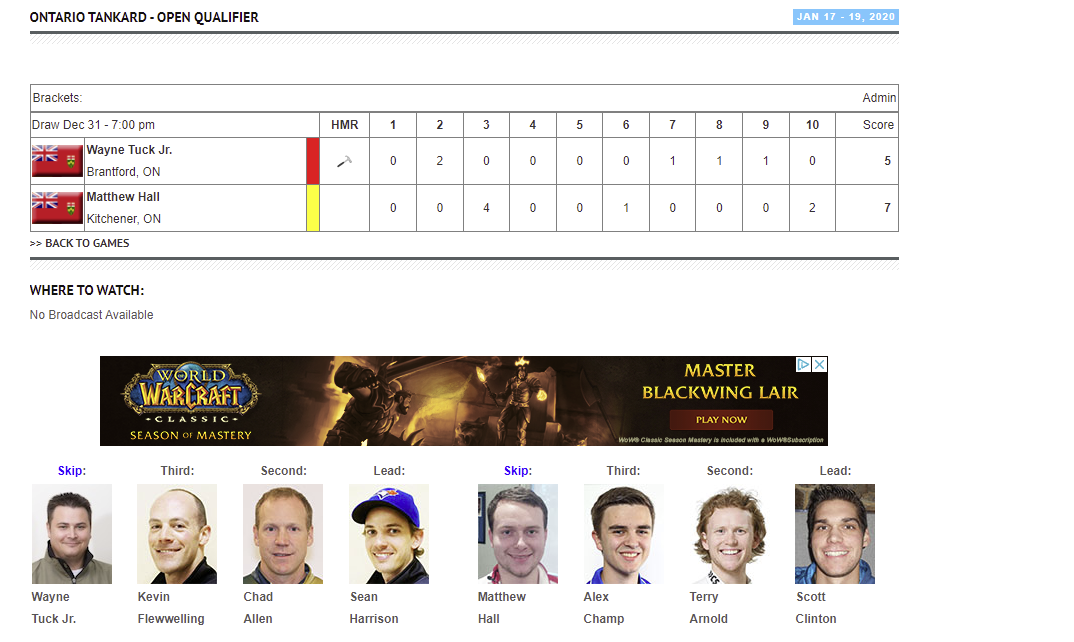 ONTARIO TANKARD - OPEN QUALIFIER JAN 17 - 19, 2020
Brackets: Admin
Draw Dec 31 - 7:00 pm HMR 1 2 3 4 5 6 7 8 9 10 Score
Wayne Tuck Jr.
Brantford, ON
0 2 0 0 0 0 1 1 1 0 5
Matthew Hall
Kitchener, ON
0 0 4 0 0 1 0 0 0 2 7
>> BACK TO GAMES
WHERE TO WATCH:
No Broadcast Available
WORLD
WARCRAFT
CLASSIC
SEASON OF MASTERY
MASTER
BLACKWING LAIR
PLAY NOW
WoW® Classic Season Mastery is Included with a WoW®Subscription
Skip: Third: Second: Lead: Skip: Third: Second: Lead:
Wayne Kevin Chad Sean Matthew Alex Terry Scott
Tuck Jr. Flewwelling Allen Harrison Hall Champ Arnold Clinton